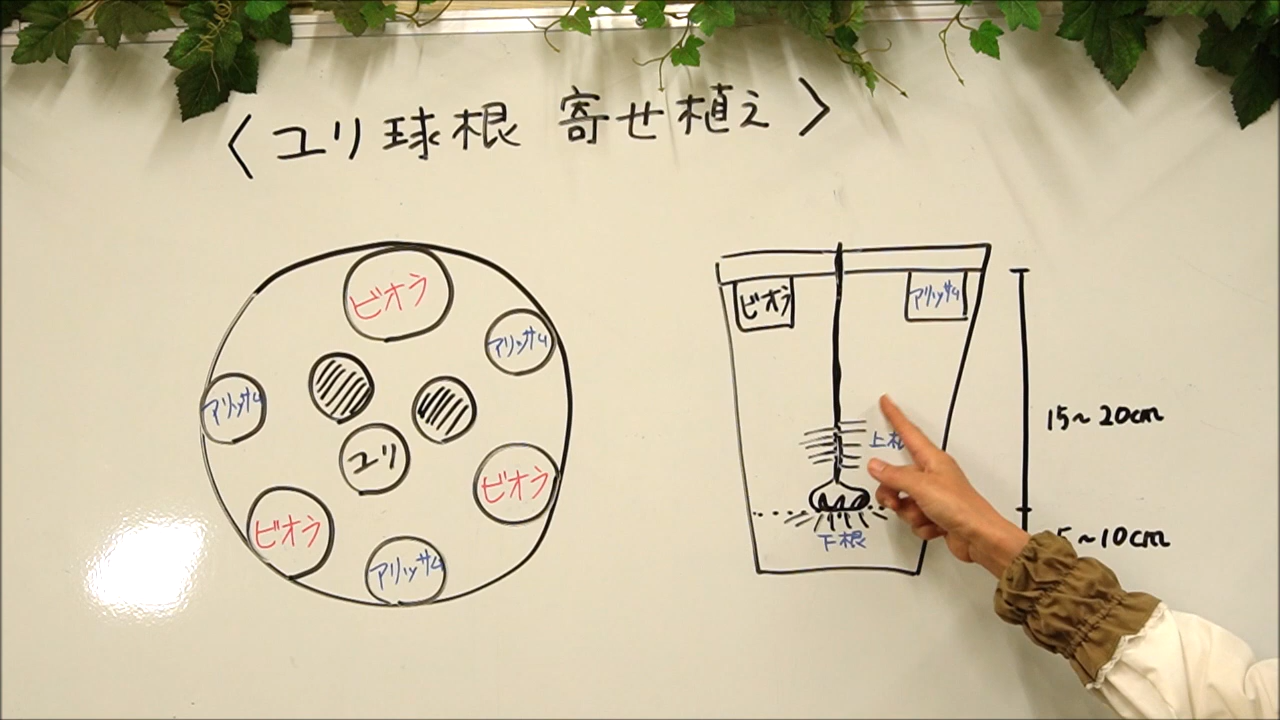 〈ユリ球根 寄せ植え〉
ビオラ
アリッサム
アリッサム
ユリ
ビオラ
ビオラ
アリッサム
ビオラ
アリッサム
上根
下根
15~20cm
5~10cm